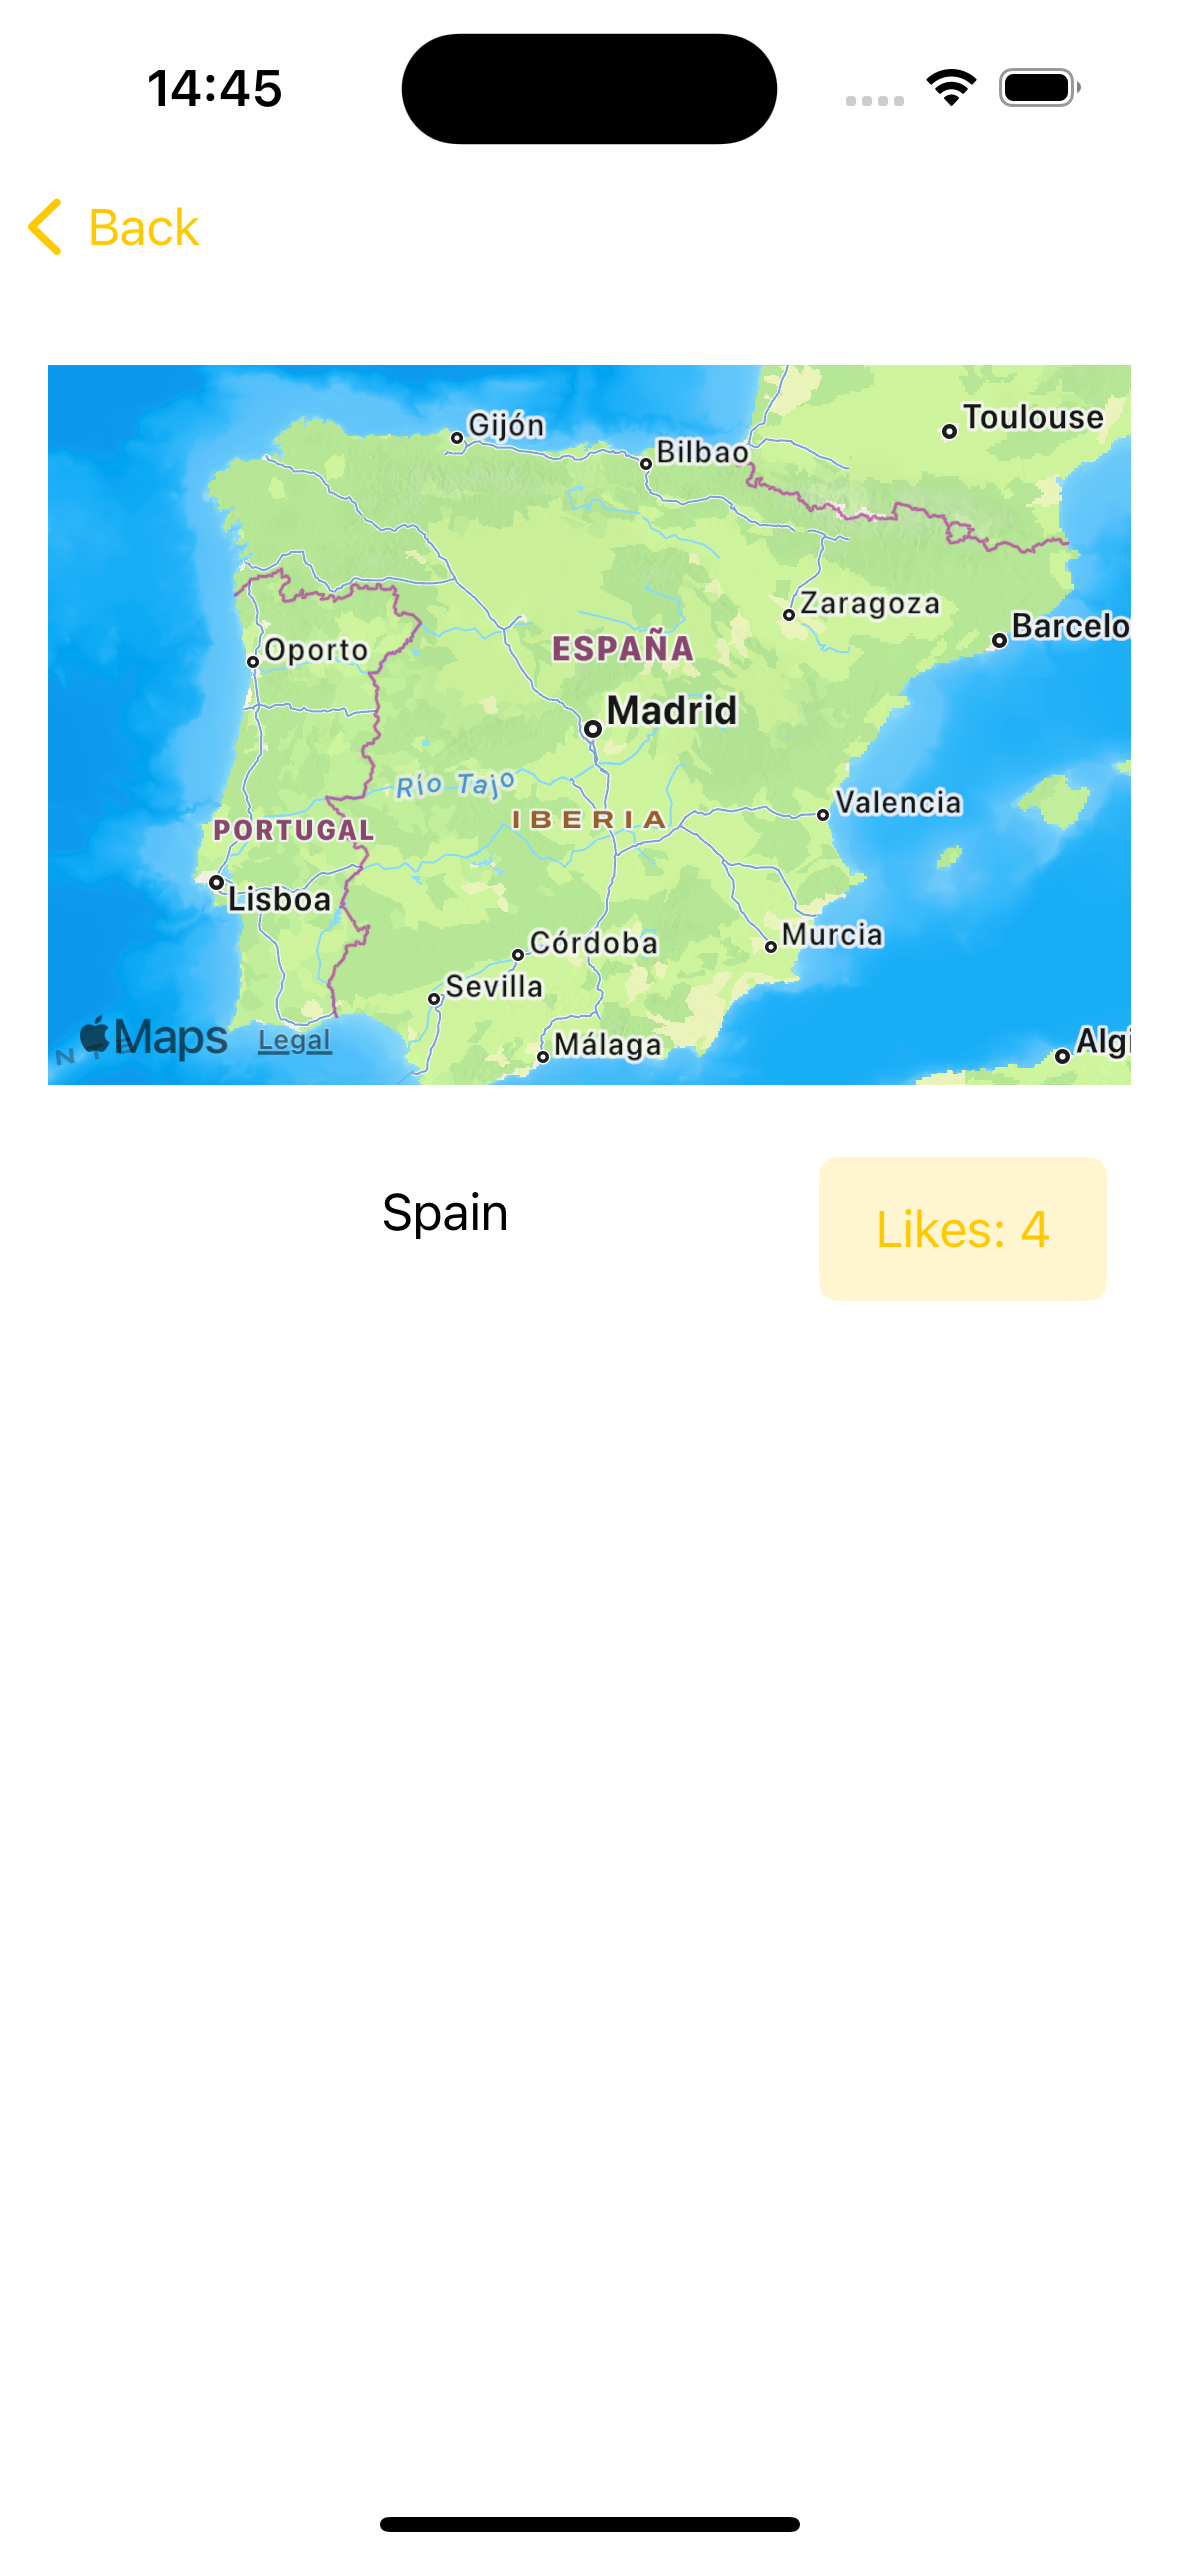 14:45
Back
Toulouse
Gijón
Bilbao
Zaragoza
Barcelo
Oporto
ESPAÑA
Madrid
Río Tajo
IBERIA
Valencia
PORTUGAL
Lisboa
Murcia
Córdoba
Sevilla
Maps
Legal
Málaga
Algi
Spain
Likes: 4